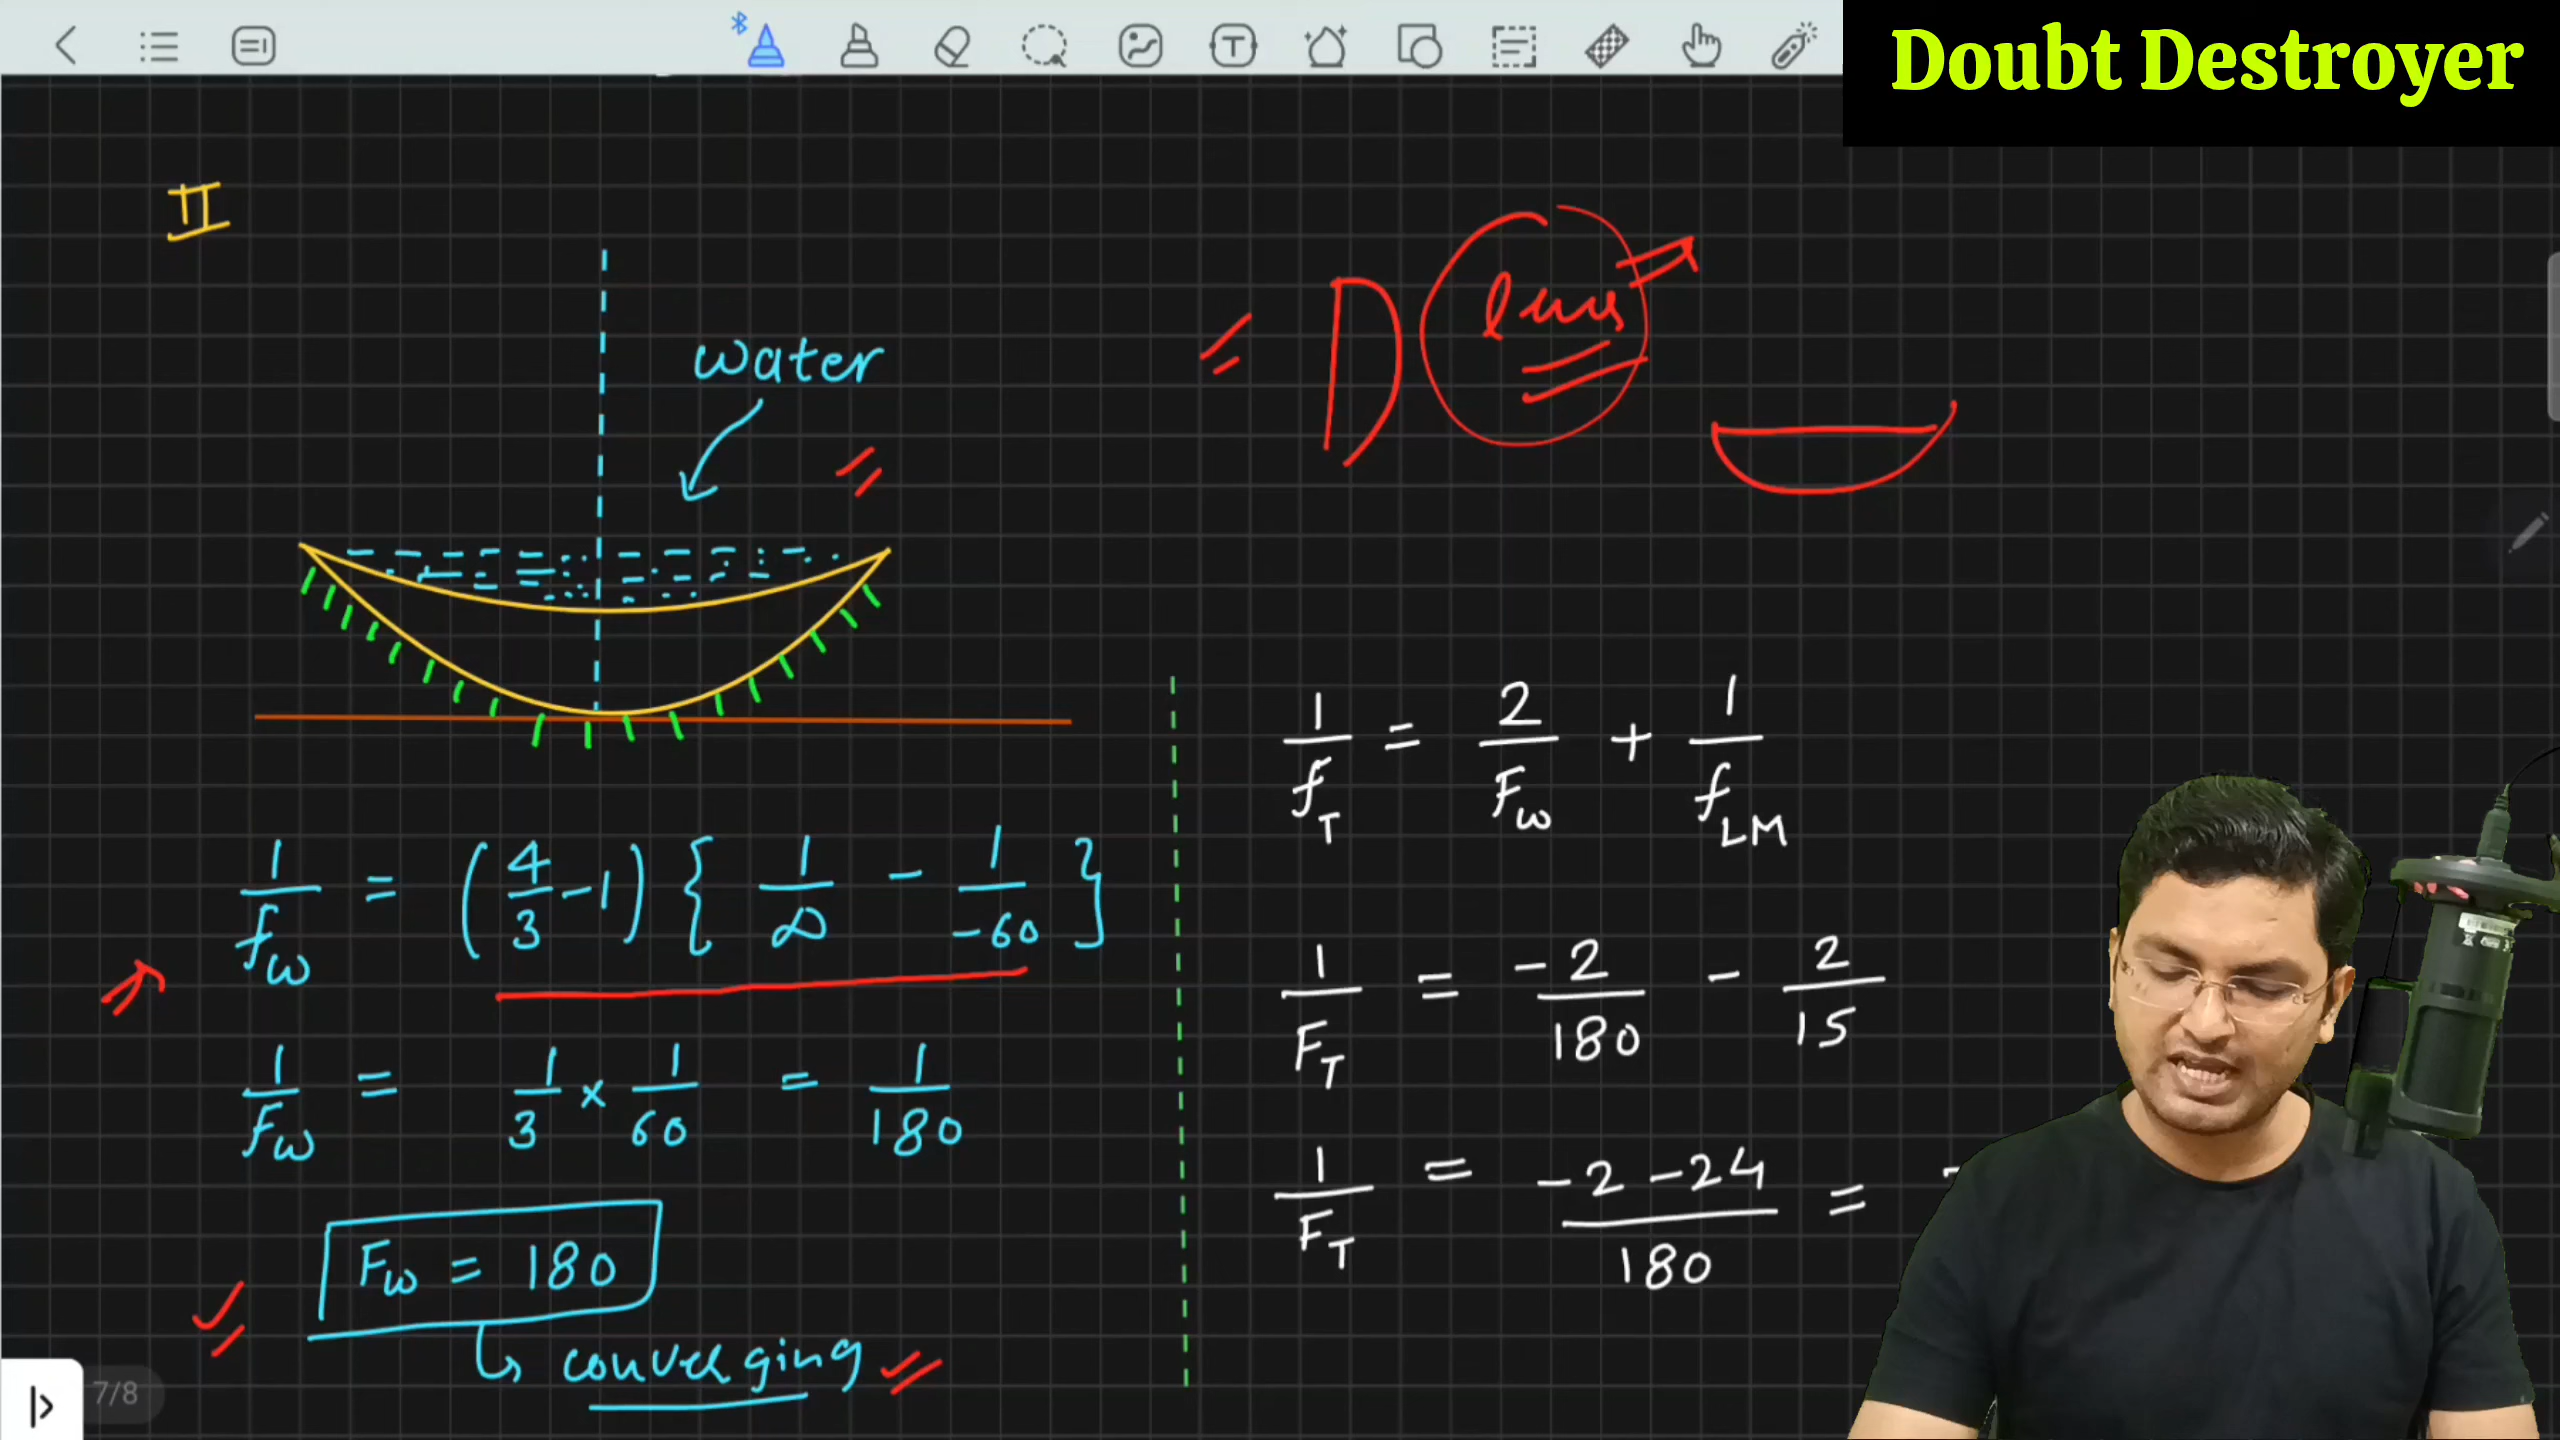 Doubt Destroyer
II
water
lens
1/f_w = (4/3 - 1) { 1/∞ - 1/-60 }
1/F_w = 1/3 × 1/60 = 1/180
F_w = 180
↳ converging
1/f_T = 2/F_w + 1/f_LM
1/F_T = -2/180 - 2/15
1/F_T = -2 -24/180 =
7/8